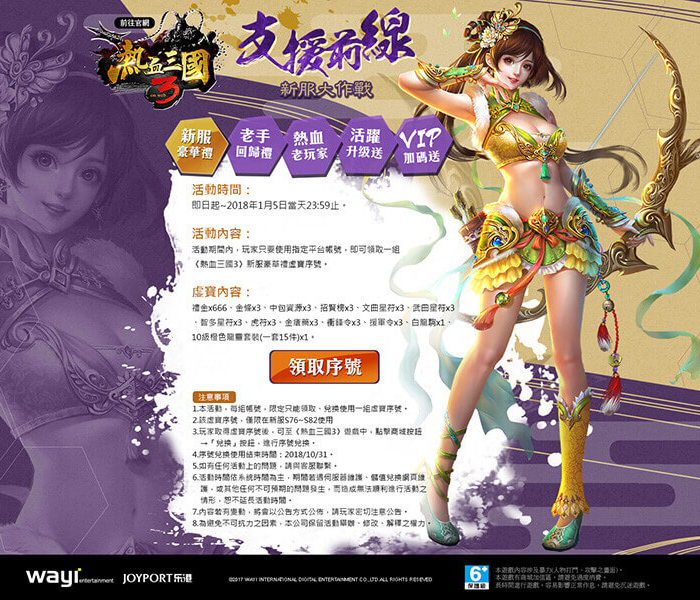 前往官網
熱血三國
3
支援前線
新服大作戰
新服
豪華禮
老手
回歸禮
熱血
老玩家
活躍
升級送
VIP
加碼送
活動時間：
即日起~2018年1月5日當天23:59止。
活動內容：
活動期間內，玩家只要使用指定平台帳號，即可領取一組
《熱血三國3》新服豪華禮虛寶序號。
虛寶內容：
禮金x666、金條x3、中包資源x3、招賢榜x3、文曲星符x3、武曲星符x3
、智多星符x3、虎符x3、金瘡藥x3、衝鋒令x3、援軍令x3、白龍駒x1、
10級橙色龍靈套裝(一套15件)x1。
領取序號
注意事項
1.本活動，每組帳號，限定只能領取、兌換使用一組虛寶序號。
2.該虛寶序號，僅限在新服S76~S82使用
3.玩家取得虛寶序號後，可至《熱血三國3》遊戲中，點擊商城按鈕
→「兌換」按鈕，進行序號兌換。
4.序號兌換使用結束時間：2018/10/31。
5.如有任何活動上的問題，請與客服聯繫。
6.活動時間依系統時間為主，期間若遇伺服器維護、儲值兌換網頁維
護，或其他任何不可預期的問題發生，而造成無法順利進行活動之
情形，恕不延長活動時間。
7.內容若有更動，將會以公告方式公佈，請玩家密切注意公告。
8.為避免不可抗力之因素，本公司保留活動舉辦、修改、解釋之權力。
wayi entertainment
JOYPORT乐港
©2017 WAYI INTERNATIONAL DIGITAL ENTERTAINMENT CO.,LTD.ALL RIGHTS RESEVED
6+
保護級
本遊戲內容涉及暴力(人物打鬥、攻擊之畫面)。
本遊戲有商城加值區，請避免過度消費。
長時間進行遊戲，容易影響正常作息，請避免沉迷遊戲。